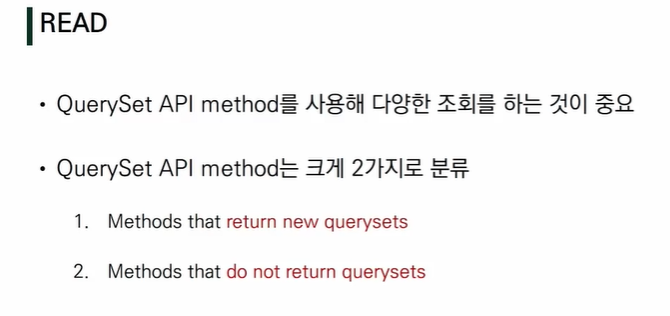 READ
• QuerySet API method를 사용해 다양한 조회를 하는 것이 중요
• QuerySet API method는 크게 2가지로 분류
1. Methods that return new querysets
2. Methods that do not return querysets